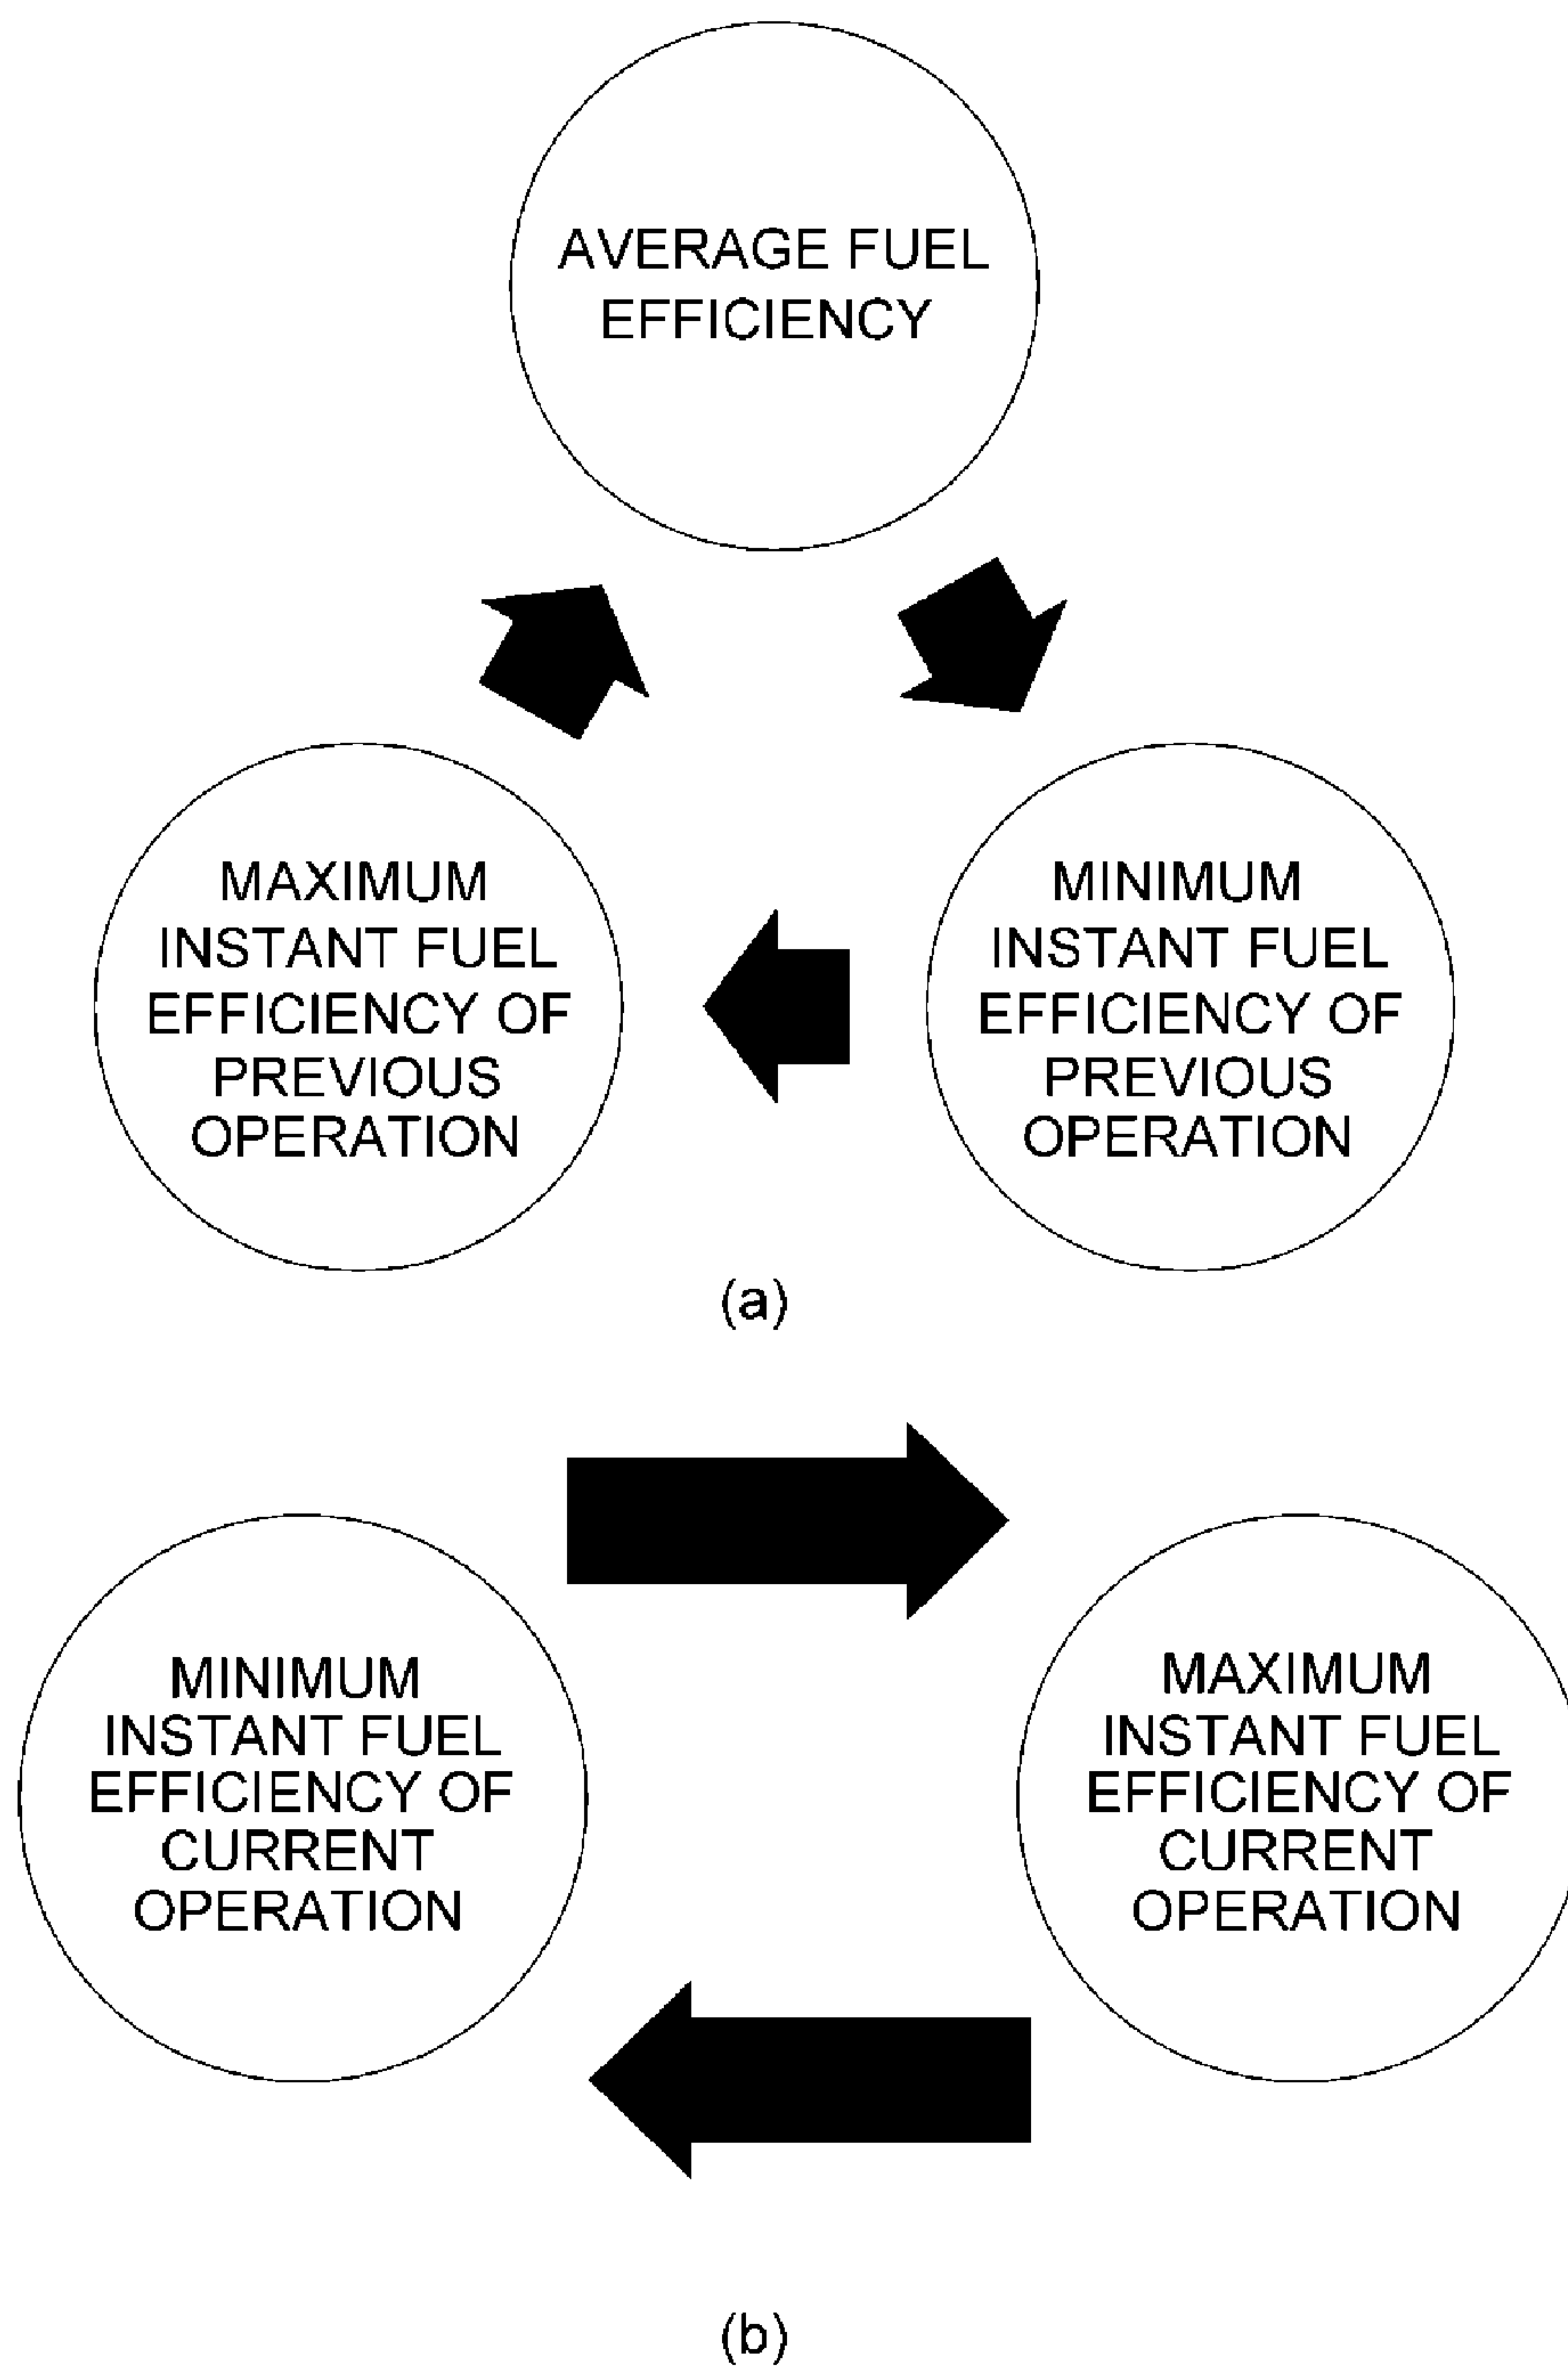 AVERAGE FUEL
EFFICIENCY
MAXIMUM
INSTANT FUEL
EFFICIENCY OF
PREVIOUS
OPERATION
MINIMUM
INSTANT FUEL
EFFICIENCY OF
PREVIOUS
OPERATION
(a)
MINIMUM
INSTANT FUEL
EFFICIENCY OF
CURRENT
OPERATION
MAXIMUM
INSTANT FUEL
EFFICIENCY OF
CURRENT
OPERATION
(b)